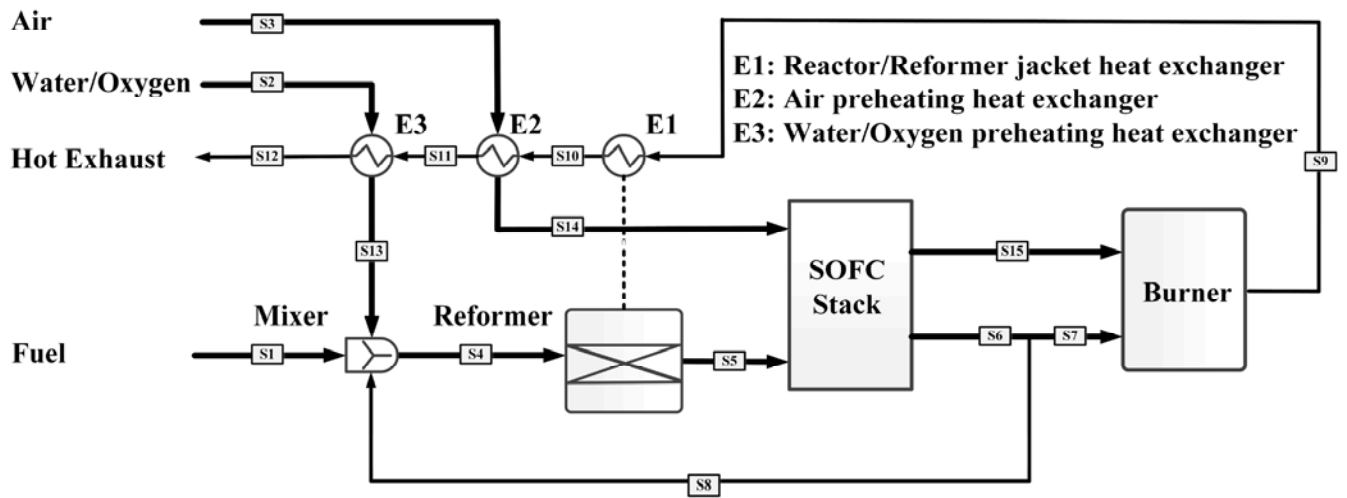 Air
S3
E1: Reactor/Reformer jacket heat exchanger
E2: Air preheating heat exchanger
E3: Water/Oxygen preheating heat exchanger
Water/Oxygen
S2
E3
E2
E1
Hot Exhaust
S12
S11
S10
S9
S13
S14
SOFC
Stack
S15
Burner
Mixer
Reformer
Fuel
S1
S4
S5
S6
S7
S8